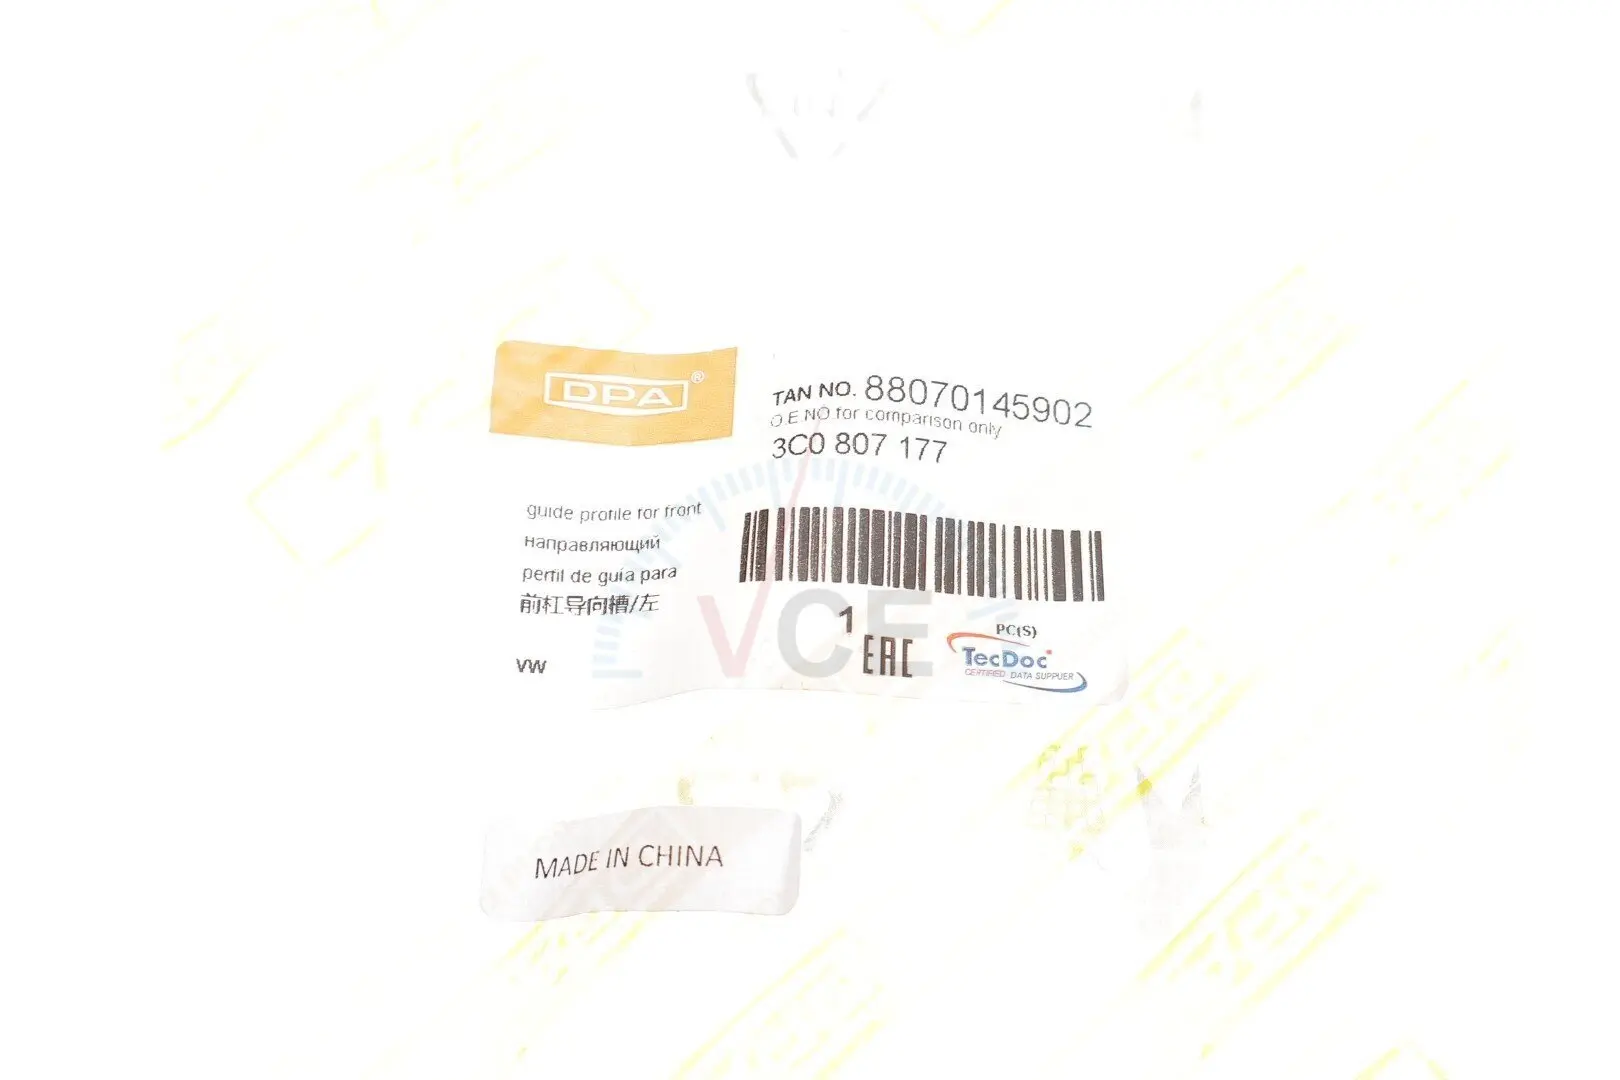 DPA®
TAN NO. 88070145902
O.E NO for comparison only
3C0 807 177
guide profile for front
направляющий
perfil de guía para
前杠导向槽/左
VW
1
PC(S)
EAC
TecDoc
CERTIFIED DATA SUPPLIER
VCE
MADE IN CHINA